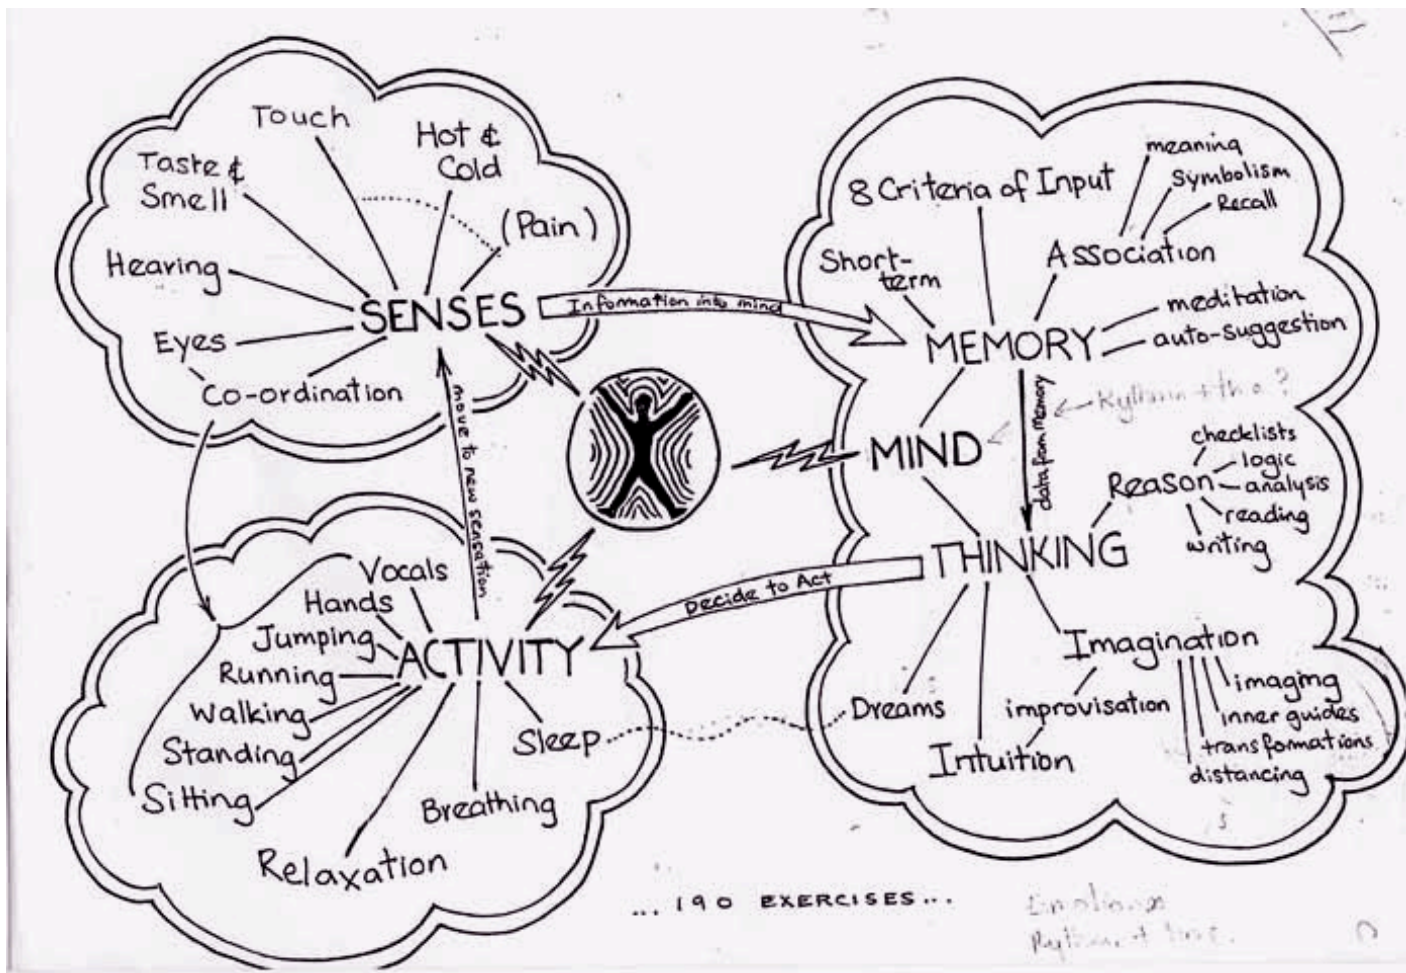 Touch
Hot &
Cold
Taste &
Smell
(Pain)
Hearing
SENSES
Eyes
Co-ordination
Information into mind
8 Criteria of Input
meaning
Symbolism
Recall
Short-
term
Association
meditation
auto-suggestion
MEMORY
move to new sensation
data from memory
MIND
checklists
Reason
logic
analysis
reading
writing
THINKING
Decide to Act
Vocals
Hands
Jumping
ACTIVITY
Running
Walking
Standing
Sitting
Sleep
Breathing
Relaxation
Imagination
imaging
inner guides
transformations
distancing
improvisation
Dreams
Intuition
...190 EXERCISES...